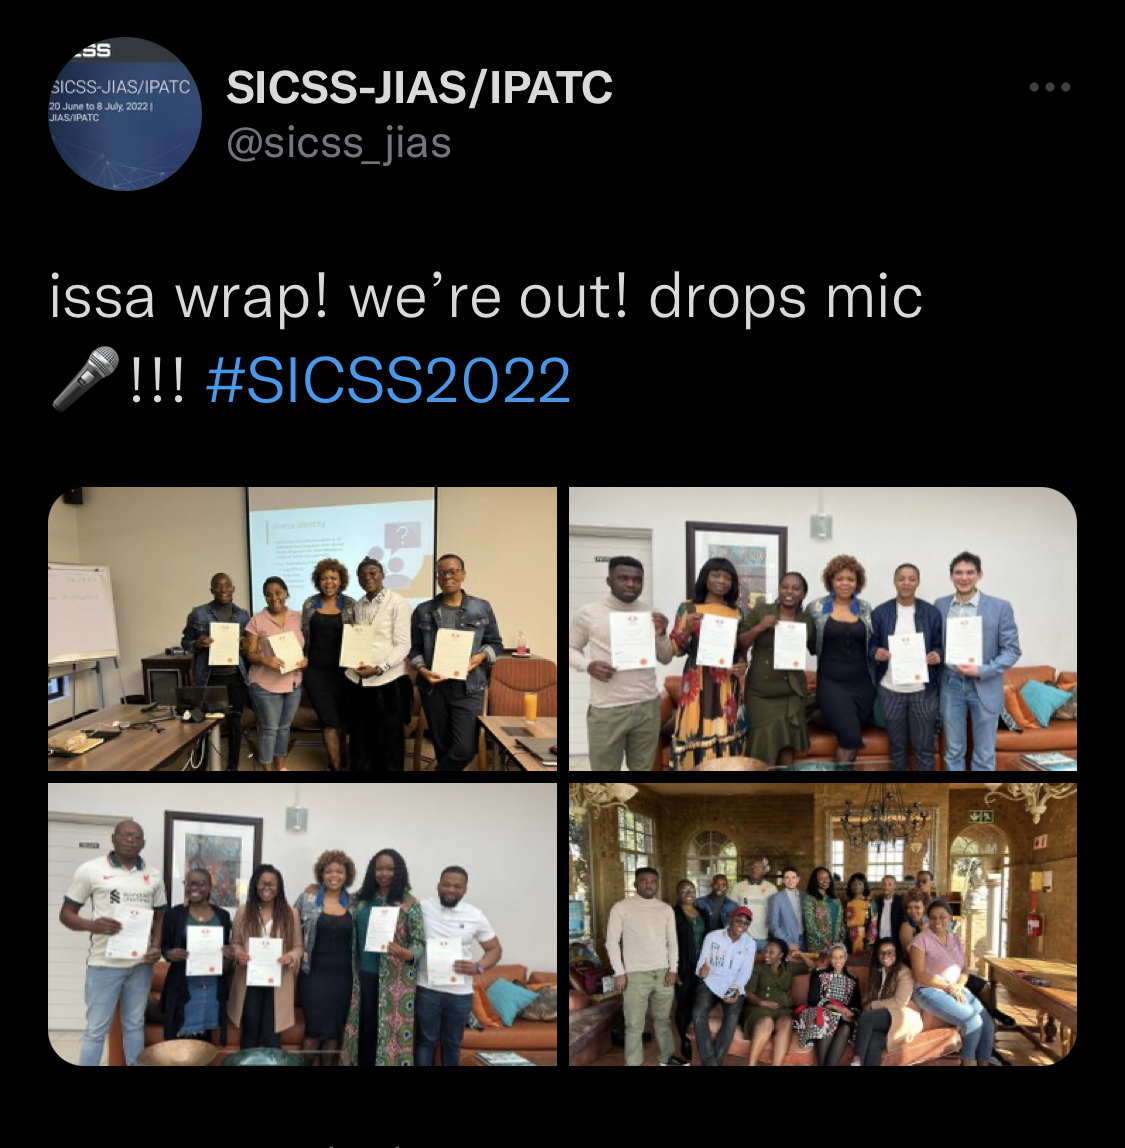 SICSS-JIAS/IPATC
20 June to 8 July, 2022 |
JIAS/IPATC
SICSS-JIAS/IPATC
@sicss_jias
issa wrap! we’re out! drops mic
🎤!!! #SICSS2022